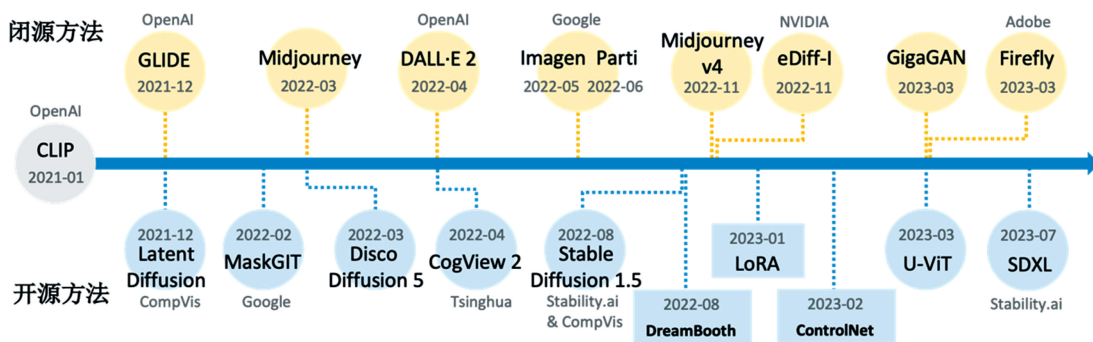 闭源方法
OpenAI
GLIDE
2021-12
Midjourney
2022-03
OpenAI
DALL·E 2
2022-04
Google
Imagen Parti
2022-05 2022-06
Midjourney
v4
2022-11
NVIDIA
eDiff-I
2022-11
GigaGAN
2023-03
Adobe
Firefly
2023-03
OpenAI
CLIP
2021-01
开源方法
2021-12
Latent
Diffusion
CompVis
2022-02
MaskGIT
Google
2022-03
Disco
Diffusion 5
2022-04
CogView 2
Tsinghua
2022-08
Stable
Diffusion 1.5
Stability.ai
& CompVis
2022-08
DreamBooth
2023-01
LoRA
2023-02
ControlNet
2023-03
U-ViT
2023-07
SDXL
Stability.ai